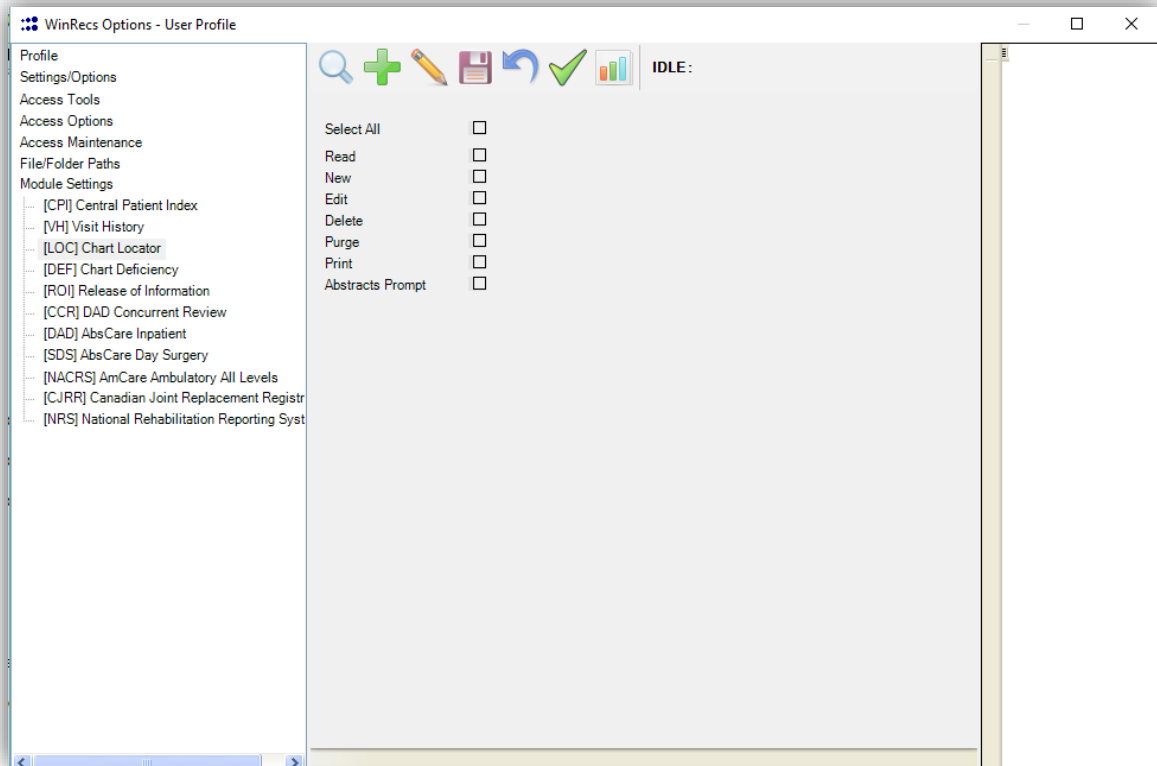 WinRecs Options - User Profile
Profile
Settings/Options
Access Tools
Access Options
Access Maintenance
File/Folder Paths
Module Settings
[CPI] Central Patient Index
[VH] Visit History
[LOC] Chart Locator
[DEF] Chart Deficiency
[ROI] Release of Information
[CCR] DAD Concurrent Review
[DAD] AbsCare Inpatient
[SDS] AbsCare Day Surgery
[NACRS] AmCare Ambulatory All Levels
[CJRR] Canadian Joint Replacement Registr
[NRS] National Rehabilitation Reporting Syst
IDLE:
Select All
Read
New
Edit
Delete
Purge
Print
Abstracts Prompt